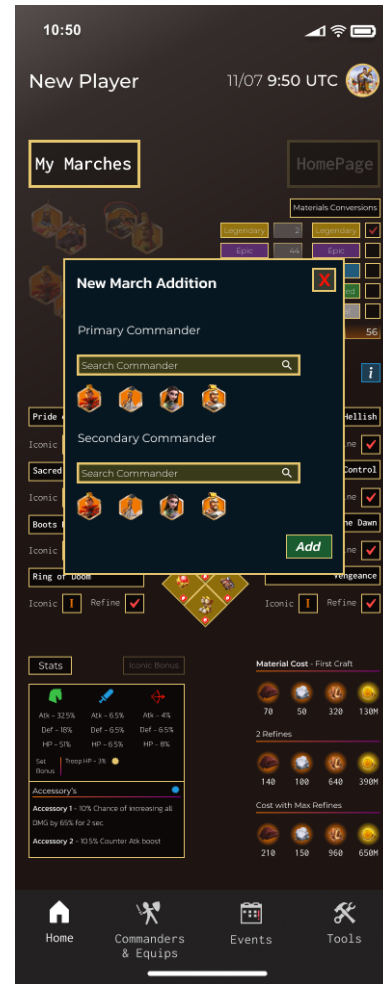 10:50
New Player
11/07 9:50 UTC
My Marches
HomePage
Materials Conversions
Legendary 2 Legendary
Epic 44 Epic
New March Addition X
56
Primary Commander
Search Commander
i
Pride
Hellish
Iconic
Secondary Commander
Sacred
Search Commander
Control
Iconic
Boots
Dawn
Iconic
Add
Ring of Doom
Vengeance
Iconic I Refine
Iconic I Refine
Stats
Iconic Bonus
Material Cost - First Craft
Atk - 32.5% Atk - 6.5% Atk - 4%
Def - 18% Def - 6.5% Def - 6.5%
HP - 51% HP - 6.5% HP - 8%
70 50 320 130M
2 Refines
Set Bonus
Troop HP - 3%
140 100 640 390M
Accessory's
Accessory 1 - 10% Chance of increasing all
DMG by 65% for 2 sec
Accessory 2 - 10.5% Counter Atk boost
Cost with Max Refines
210 150 960 650M
Home
Commanders
& Equips
Events
Tools